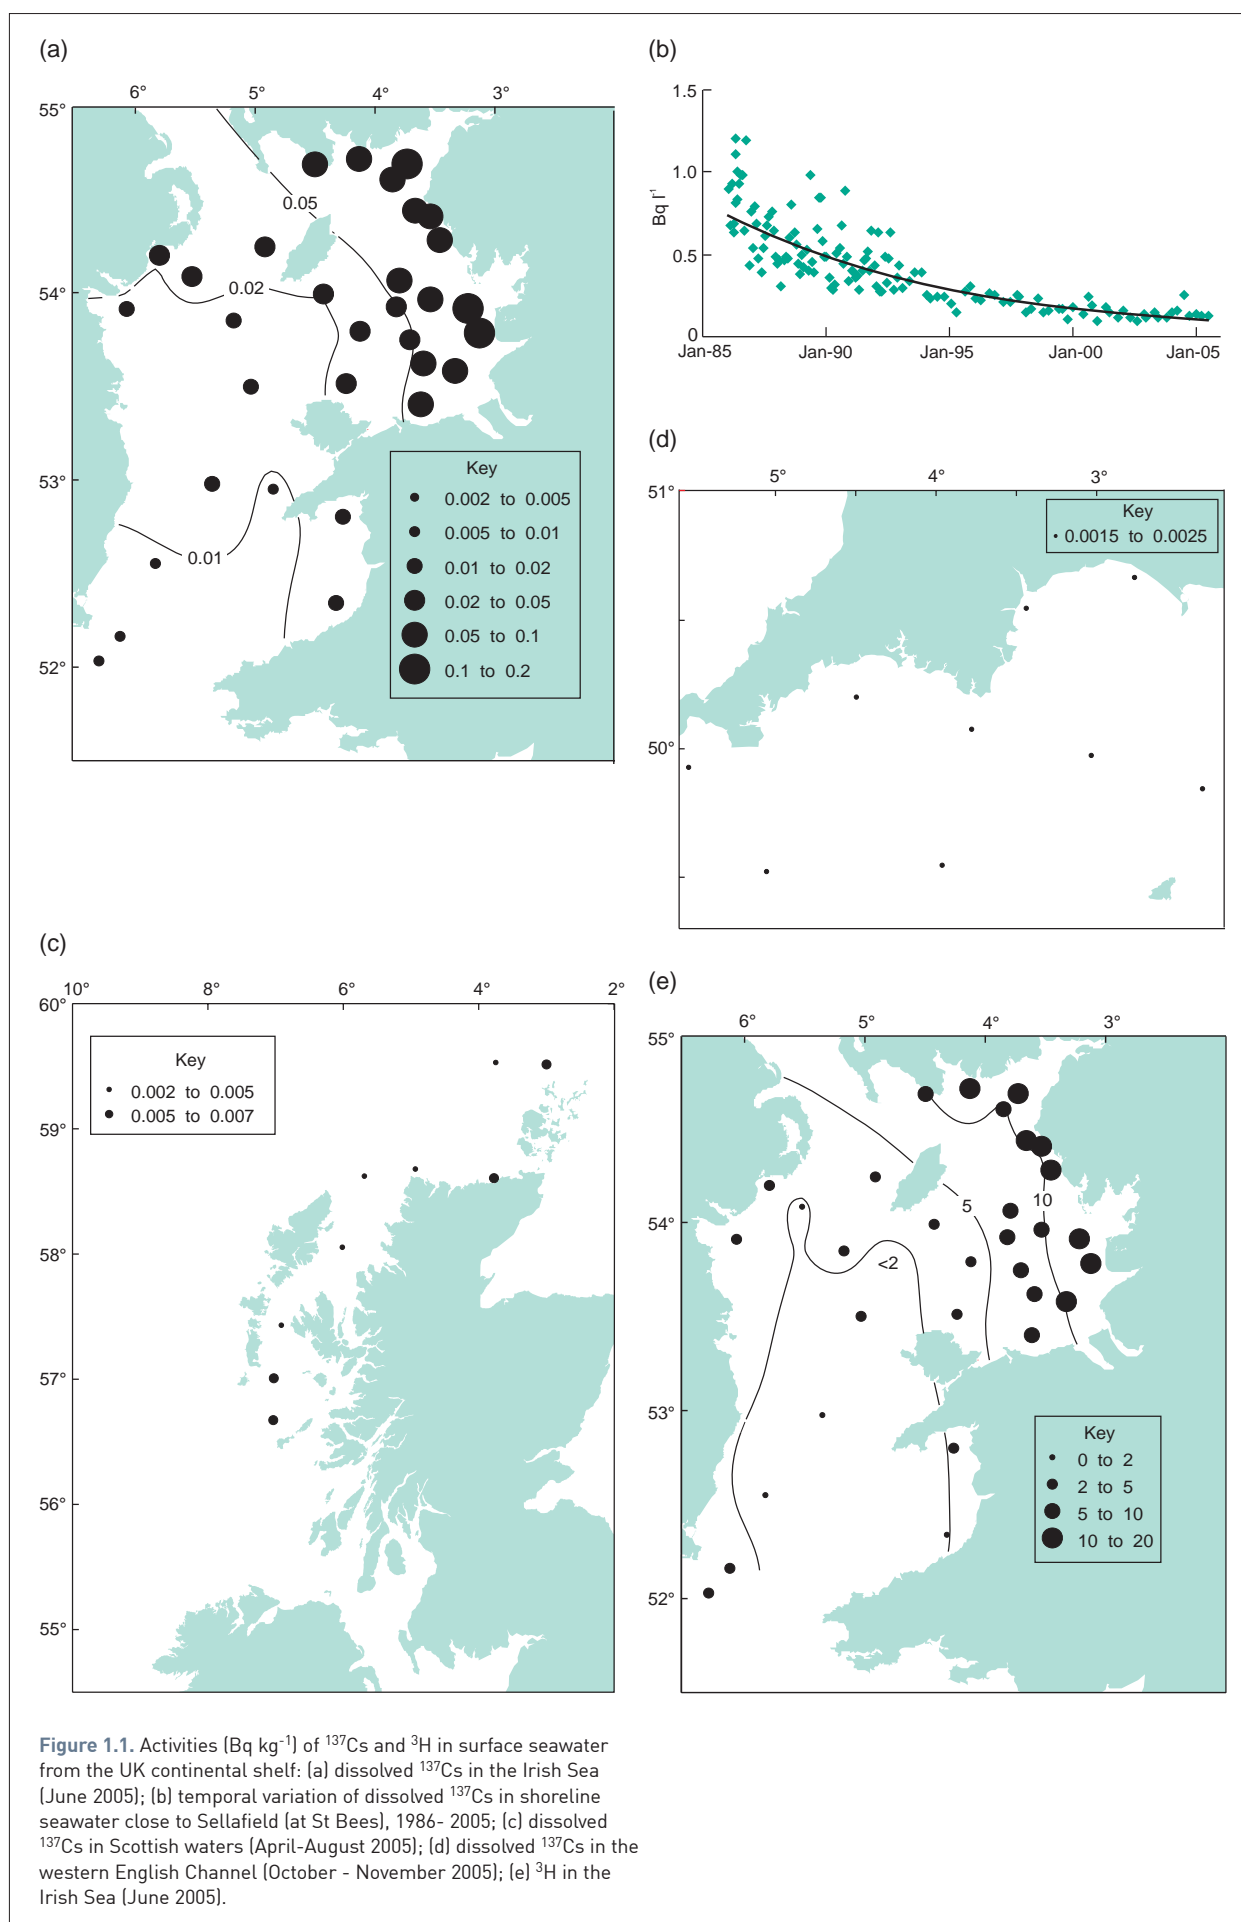 (a)
6° 5° 4° 3°
55°
0.05
54°
0.02
53°
0.01
52°
Key
0.002 to 0.005
0.005 to 0.01
0.01 to 0.02
0.02 to 0.05
0.05 to 0.1
0.1 to 0.2
(b)
1.5
1.0
0.5
0
Bq l⁻¹
Jan-85 Jan-90 Jan-95 Jan-00 Jan-05
(d)
5° 4° 3°
51°
50°
Key
0.0015 to 0.0025
(c)
10° 8° 6° 4° 2°
60°
59°
58°
57°
56°
55°
Key
0.002 to 0.005
0.005 to 0.007
(e)
6° 5° 4° 3°
55°
54°
53°
52°
5
10
<2
Key
0 to 2
2 to 5
5 to 10
10 to 20
Figure 1.1. Activities (Bq kg⁻¹) of ¹³⁷Cs and ³H in surface seawater
from the UK continental shelf: (a) dissolved ¹³⁷Cs in the Irish Sea
(June 2005); (b) temporal variation of dissolved ¹³⁷Cs in shoreline
seawater close to Sellafield (at St Bees), 1986- 2005; (c) dissolved
¹³⁷Cs in Scottish waters (April-August 2005); (d) dissolved ¹³⁷Cs in the
western English Channel (October - November 2005); (e) ³H in the
Irish Sea (June 2005).